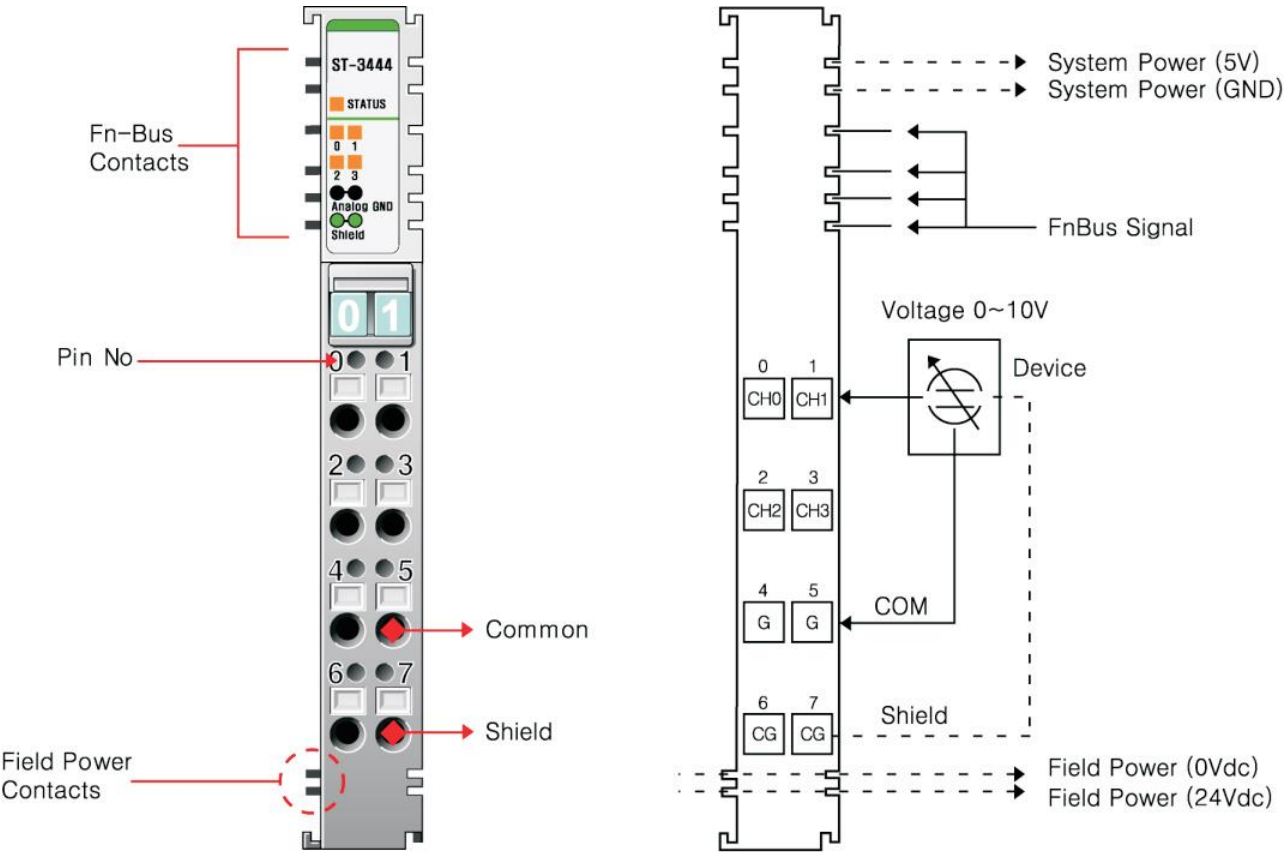 ST-3444
STATUS
0 1
2 3
Analog GND
Shield
Fn-Bus
Contacts
01
Pin No
0 1
2 3
4 5
Common
6 7
Shield
Field Power
Contacts
System Power (5V)
System Power (GND)
FnBus Signal
Voltage 0~10V
Device
0 1
CH0 CH1
2 3
CH2 CH3
4 5
G G
COM
6 7
CG CG
Shield
Field Power (0Vdc)
Field Power (24Vdc)